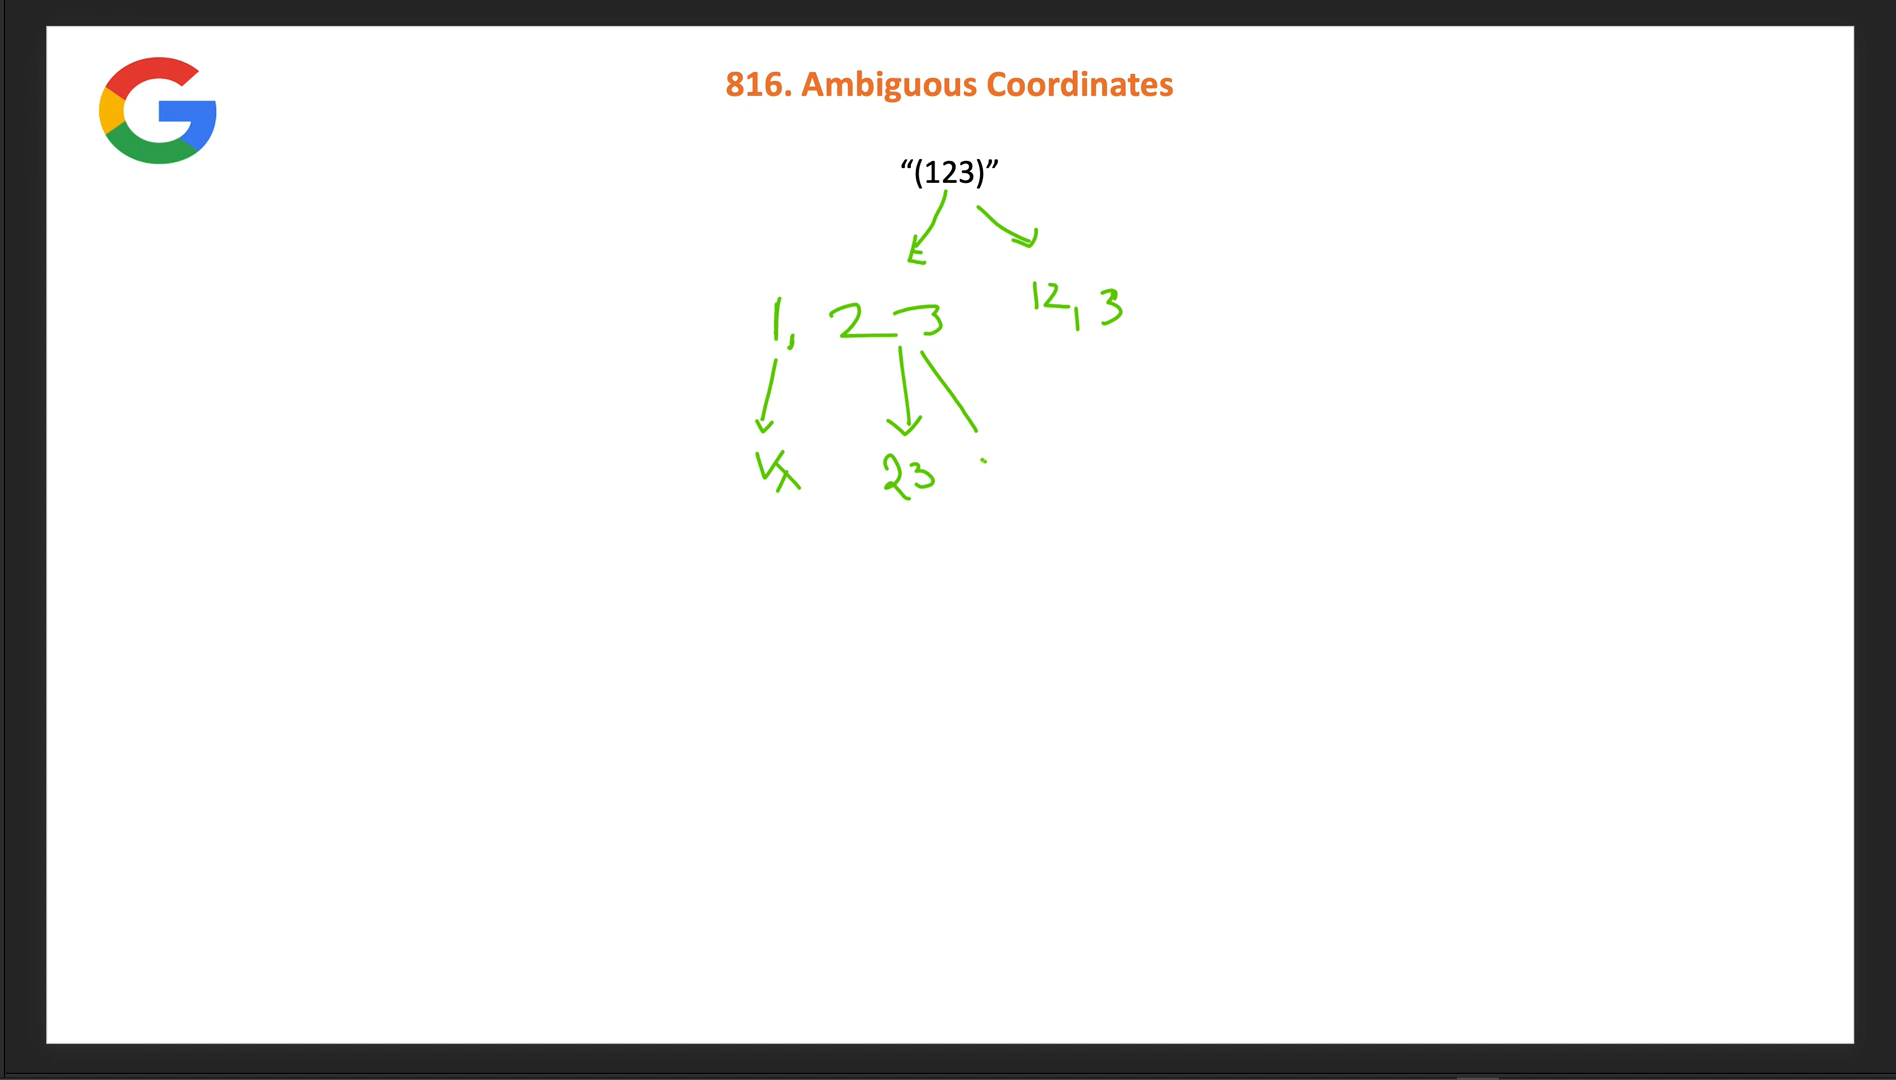 816. Ambiguous Coordinates
“(123)”
1, 23
12, 3
23